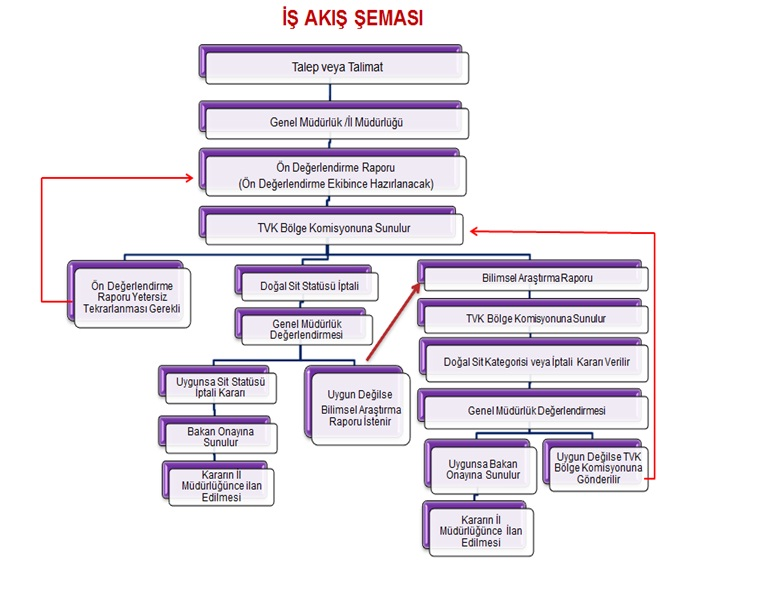 İŞ AKIŞ ŞEMASI
Talep veya Talimat
Genel Müdürlük /İl Müdürlüğü
Ön Değerlendirme Raporu
(Ön Değerlendirme Ekibince Hazırlanacak)
TVK Bölge Komisyonuna Sunulur
Ön Değerlendirme
Raporu Yetersiz
Tekrarlanması Gerekli
Doğal Sit Statüsü İptali
Genel Müdürlük
Değerlendirmesi
Uygunsa Sit Statüsü
İptali Kararı
Bakan Onayına
Sunulur
Kararın İl
Müdürlüğünce ilan
Edilmesi
Uygun Değilse
Bilimsel Araştırma
Raporu İstenir
Bilimsel Araştırma Raporu
TVK Bölge Komisyonuna Sunulur
Doğal Sit Kategorisi veya İptali Kararı Verilir
Genel Müdürlük Değerlendirmesi
Uygunsa Bakan
Onayına Sunulur
Kararın İl
Müdürlüğünce İlan
Edilmesi
Uygun Değilse TVK
Bölge Komisyonuna
Gönderilir